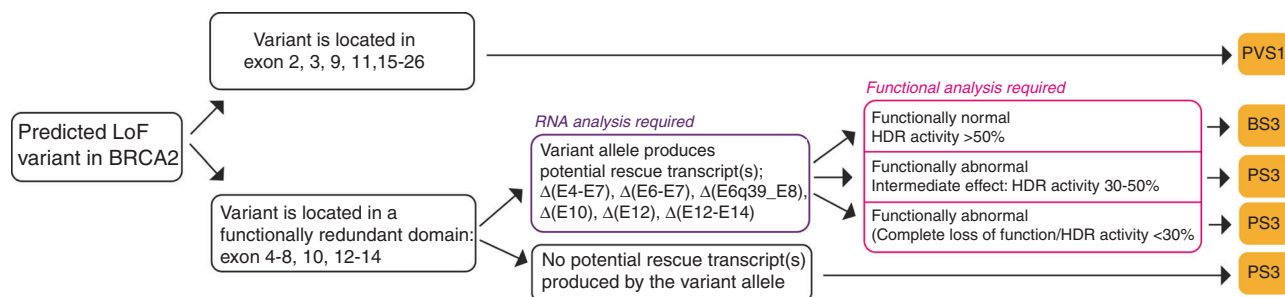 Variant is located in
exon 2, 3, 9, 11,15-26
PVS1
Predicted LoF
variant in BRCA2
RNA analysis required
Functional analysis required
Variant allele produces
potential rescue transcript(s);
Δ(E4-E7), Δ(E6-E7), Δ(E6q39_E8),
Δ(E10), Δ(E12), Δ(E12-E14)
Functionally normal
HDR activity >50%
BS3
Functionally abnormal
Intermediate effect: HDR activity 30-50%
PS3
Functionally abnormal
(Complete loss of function/HDR activity <30%
PS3
Variant is located in a
functionally redundant domain:
exon 4-8, 10, 12-14
No potential rescue transcript(s)
produced by the variant allele
PS3